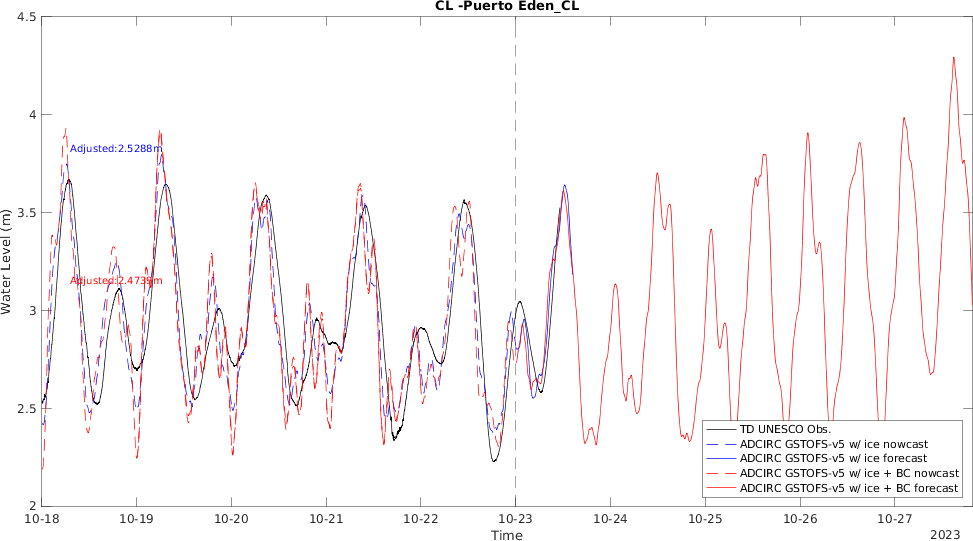 CL -Puerto Eden_CL
4.5
4
3.5
3
2.5
2
Water Level (m)
Adjusted:2.5288m
Adjusted:2.4739m
TD UNESCO Obs.
ADCIRC GSTOFS-v5 w/ ice nowcast
ADCIRC GSTOFS-v5 w/ ice forecast
ADCIRC GSTOFS-v5 w/ ice + BC nowcast
ADCIRC GSTOFS-v5 w/ ice + BC forecast
10-18 10-19 10-20 10-21 10-22 10-23 10-24 10-25 10-26 10-27
Time
2023